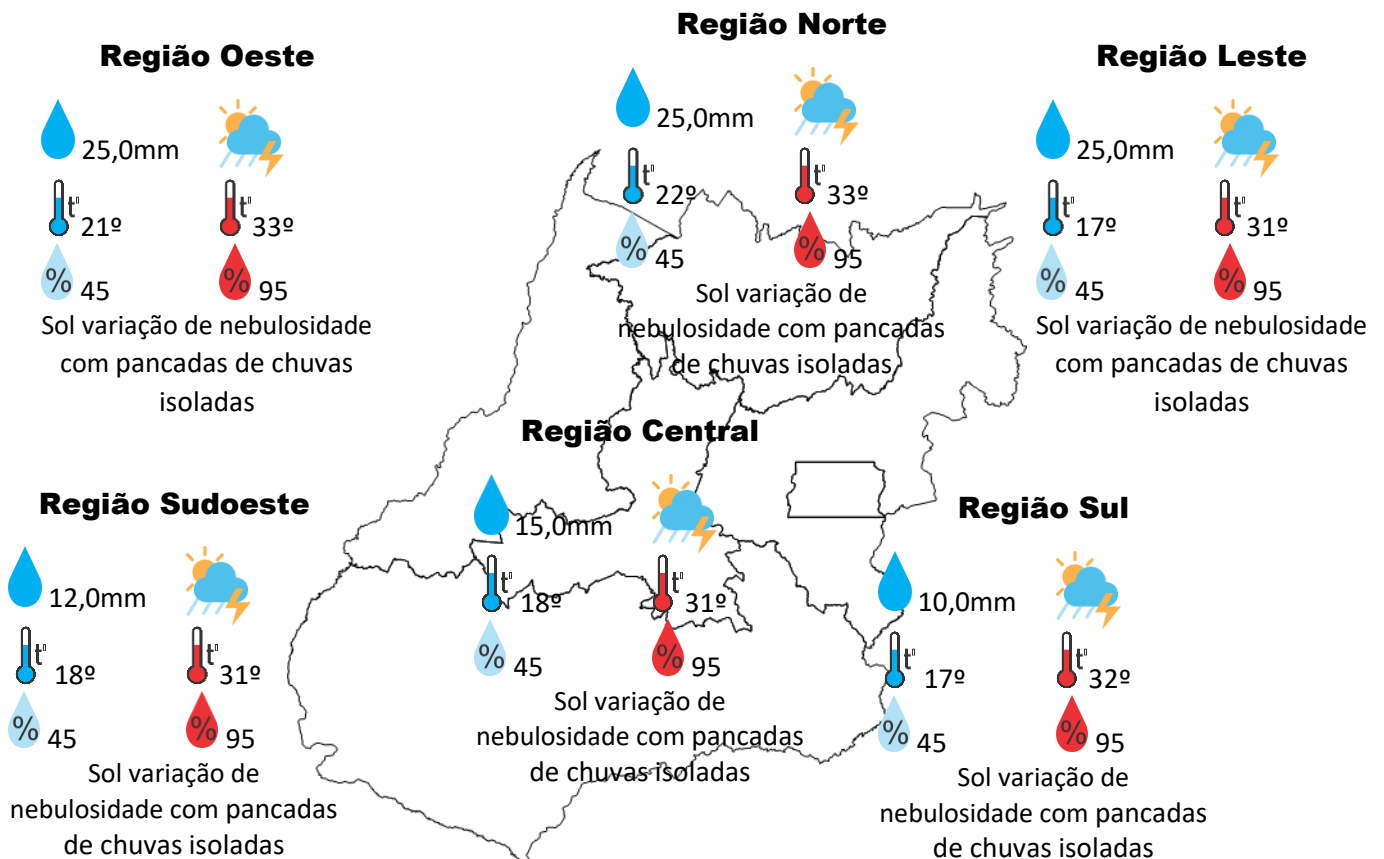 Região Oeste
25,0mm
t°
21º
t°
33º
% 45
% 95
Sol variação de nebulosidade
com pancadas de chuvas
isoladas
Região Norte
25,0mm
t°
22º
t°
33º
% 45
% 95
Sol variação de
nebulosidade com pancadas
de chuvas isoladas
Região Leste
25,0mm
t°
17º
t°
31º
% 45
% 95
Sol variação de nebulosidade
com pancadas de chuvas
isoladas
Região Central
15,0mm
t°
18º
t°
31º
% 45
% 95
Sol variação de
nebulosidade com pancadas
de chuvas isoladas
Região Sudoeste
12,0mm
t°
18º
t°
31º
% 45
% 95
Sol variação de
nebulosidade com pancadas
de chuvas isoladas
Região Sul
10,0mm
t°
17º
t°
32º
% 45
% 95
Sol variação de
nebulosidade com pancadas
de chuvas isoladas